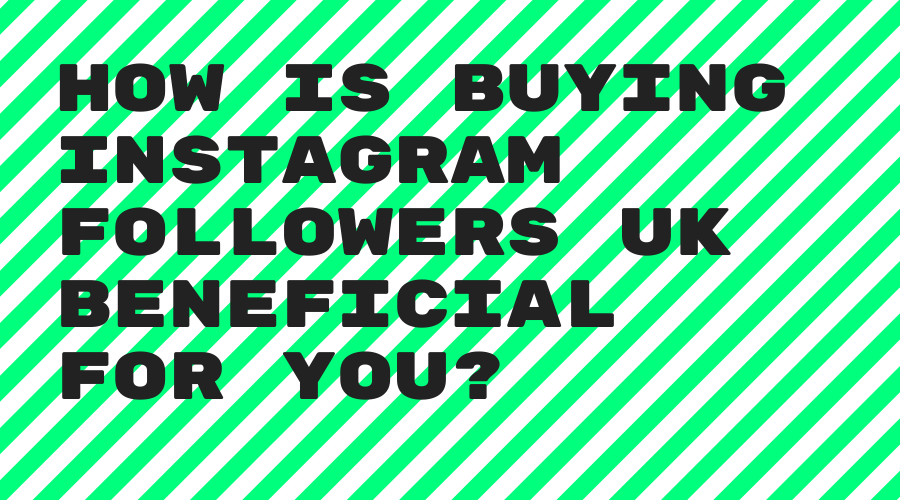 HOW IS BUYING
INSTAGRAM
FOLLOWERS UK
BENEFICIAL
FOR YOU?